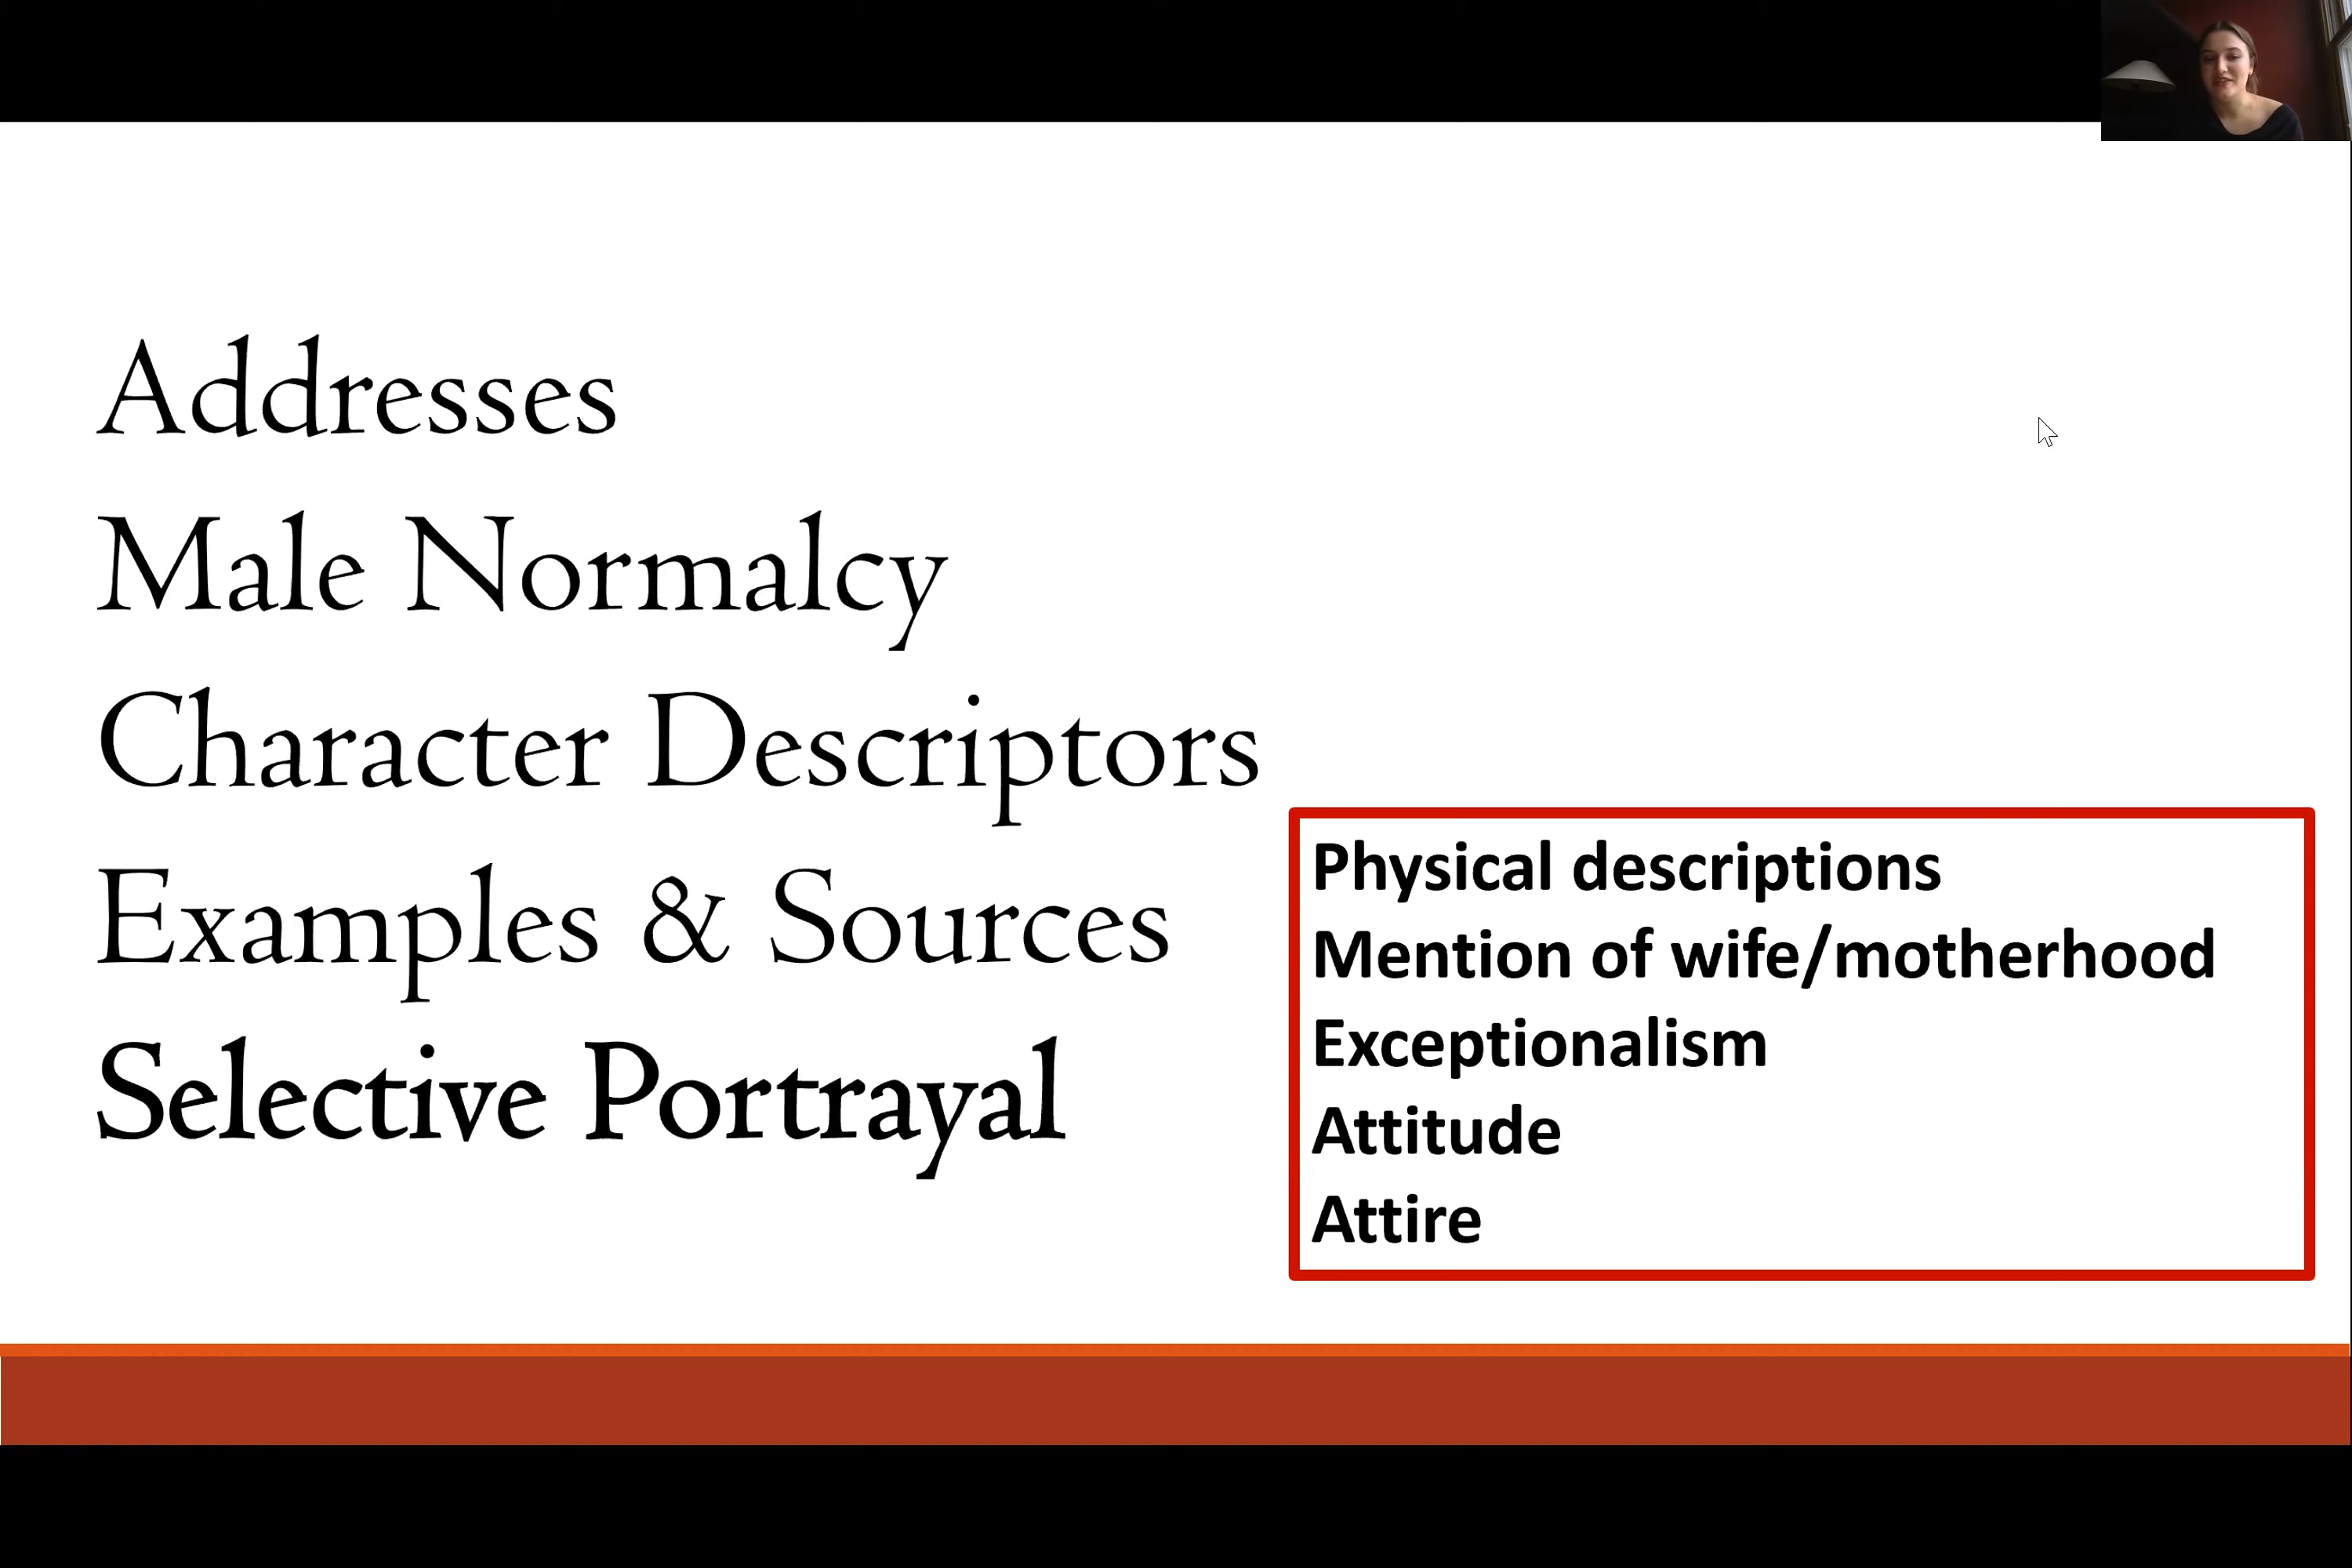 Addresses
Male Normalcy
Character Descriptors
Examples & Sources
Selective Portrayal
Physical descriptions
Mention of wife/motherhood
Exceptionalism
Attitude
Attire